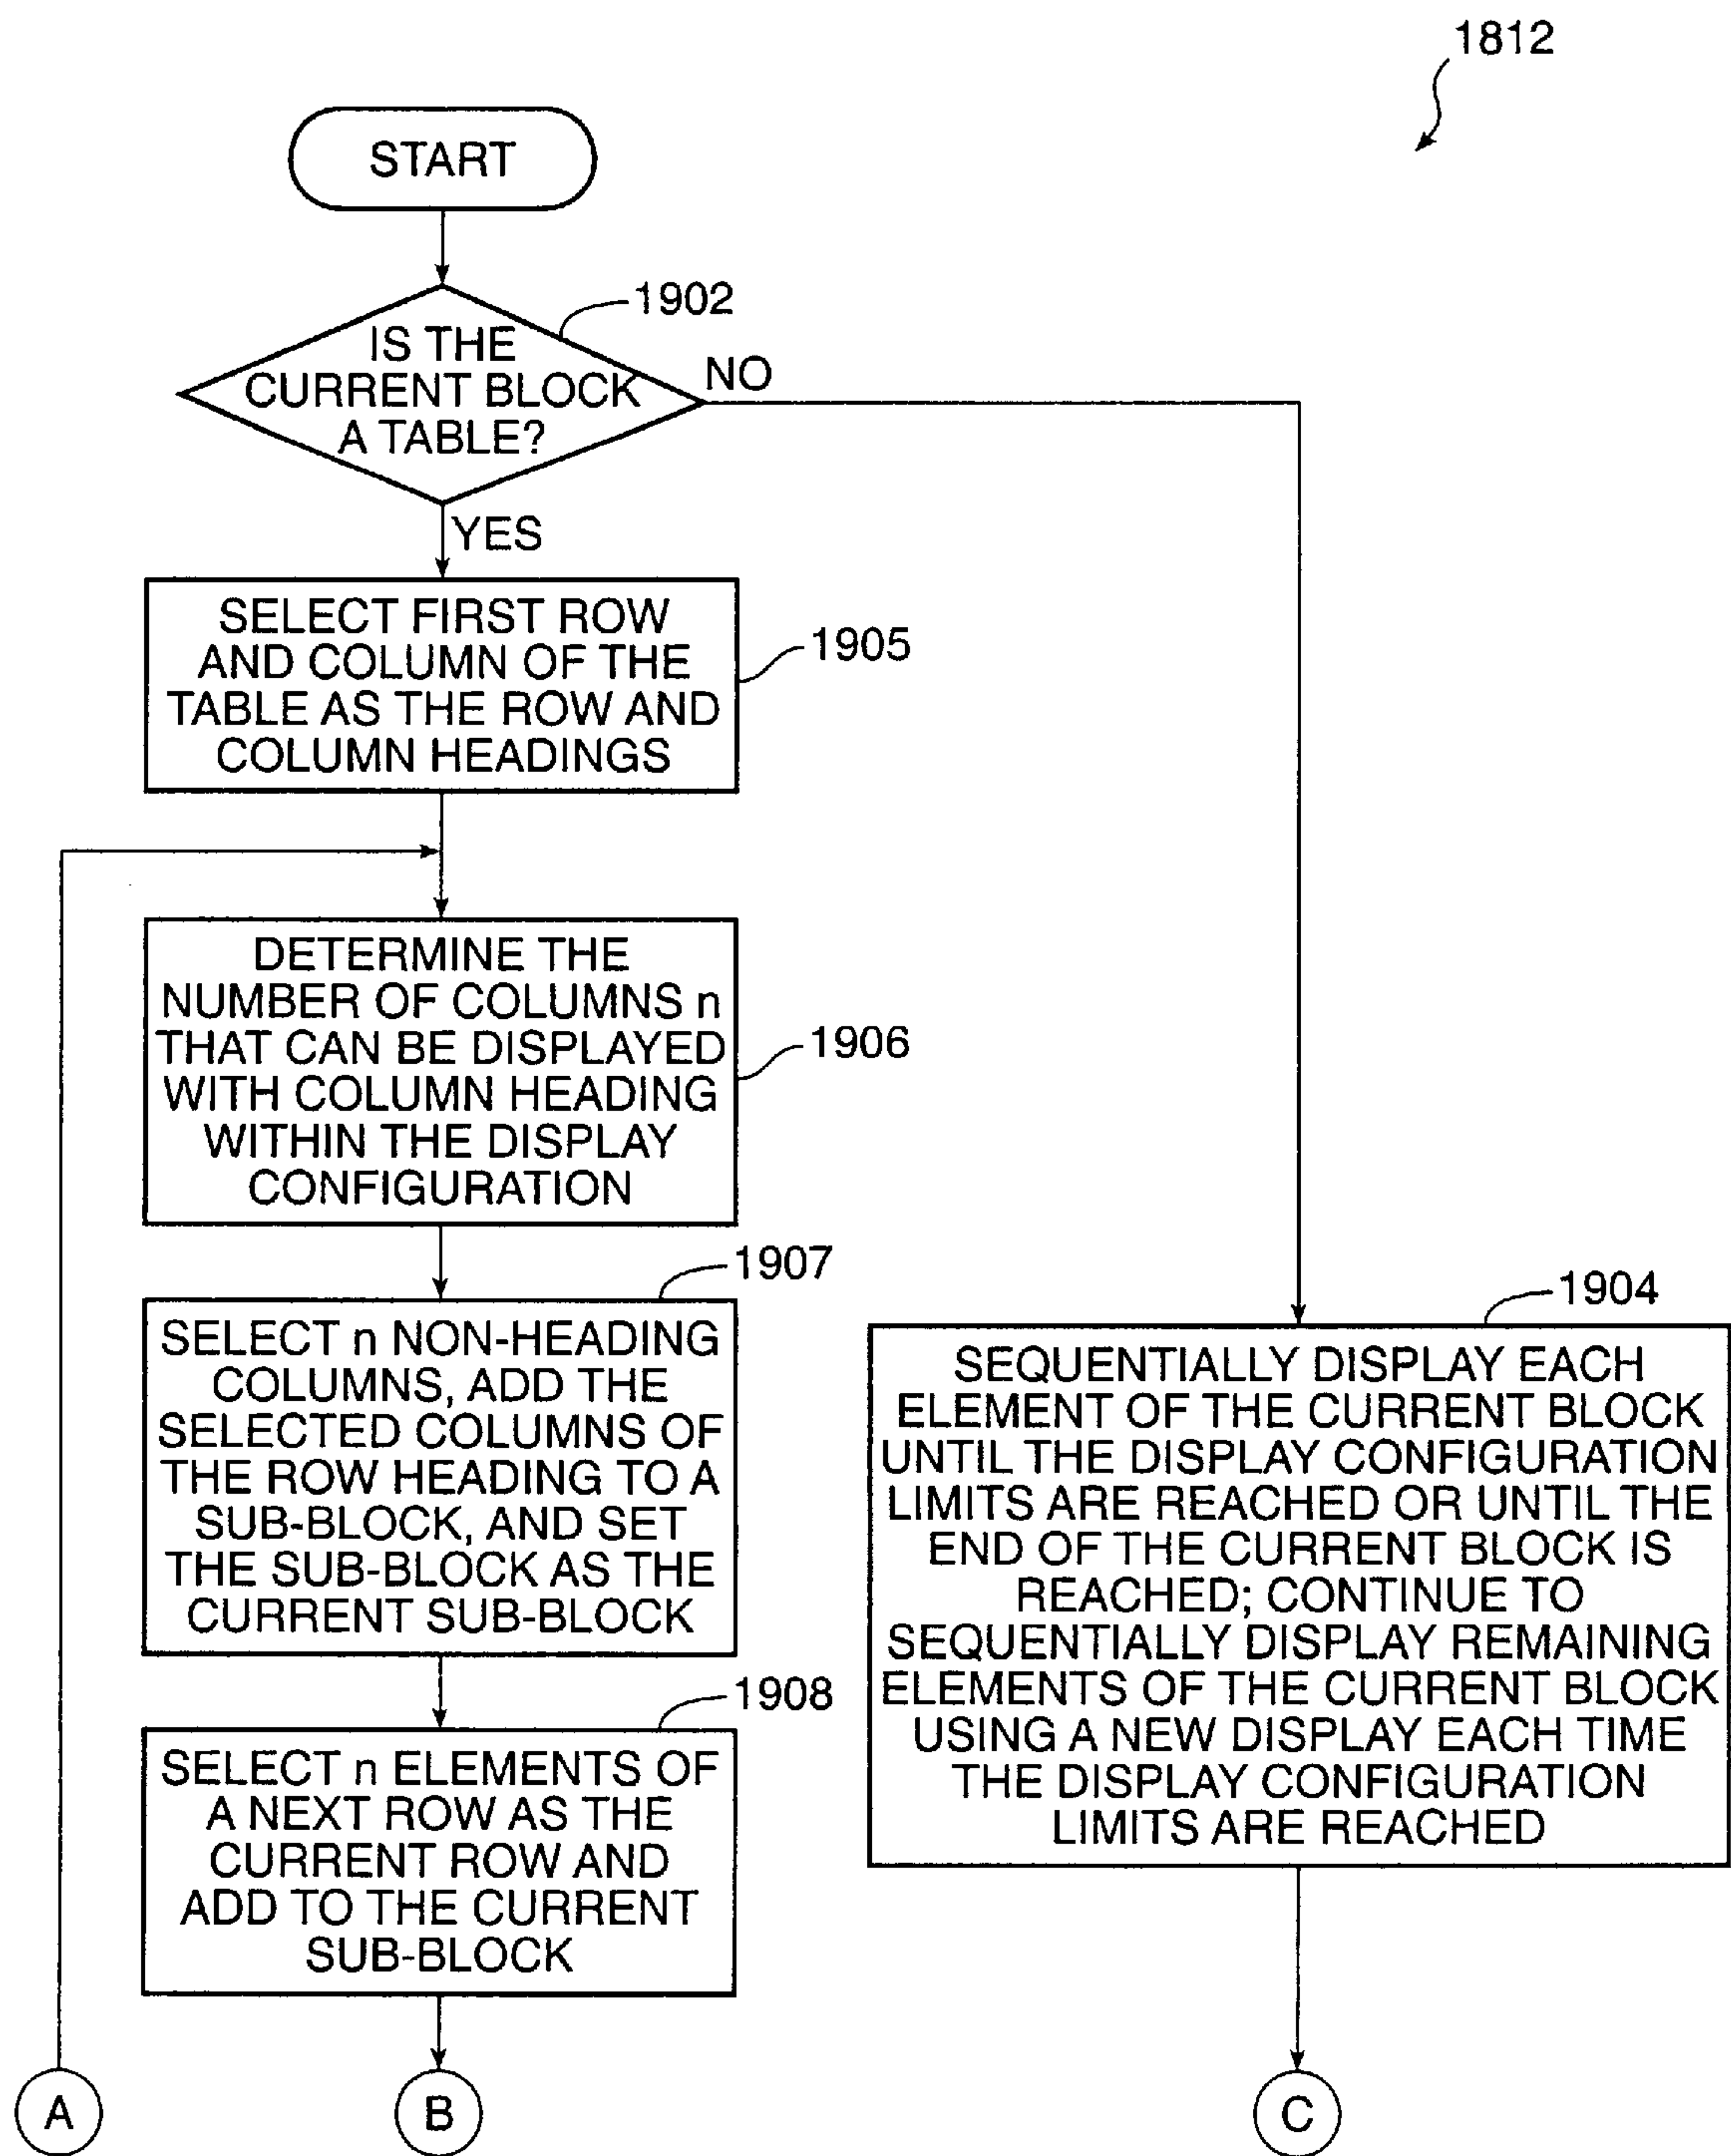 1812
START
1902
IS THE
CURRENT BLOCK
A TABLE?
NO
YES
SELECT FIRST ROW
AND COLUMN OF THE
TABLE AS THE ROW AND
COLUMN HEADINGS
1905
DETERMINE THE
NUMBER OF COLUMNS n
THAT CAN BE DISPLAYED
WITH COLUMN HEADING
WITHIN THE DISPLAY
CONFIGURATION
1906
1907
SELECT n NON-HEADING
COLUMNS, ADD THE
SELECTED COLUMNS OF
THE ROW HEADING TO A
SUB-BLOCK, AND SET
THE SUB-BLOCK AS THE
CURRENT SUB-BLOCK
1908
SELECT n ELEMENTS OF
A NEXT ROW AS THE
CURRENT ROW AND
ADD TO THE CURRENT
SUB-BLOCK
1904
SEQUENTIALLY DISPLAY EACH
ELEMENT OF THE CURRENT BLOCK
UNTIL THE DISPLAY CONFIGURATION
LIMITS ARE REACHED OR UNTIL THE
END OF THE CURRENT BLOCK IS
REACHED; CONTINUE TO
SEQUENTIALLY DISPLAY REMAINING
ELEMENTS OF THE CURRENT BLOCK
USING A NEW DISPLAY EACH TIME
THE DISPLAY CONFIGURATION
LIMITS ARE REACHED
A
B
C